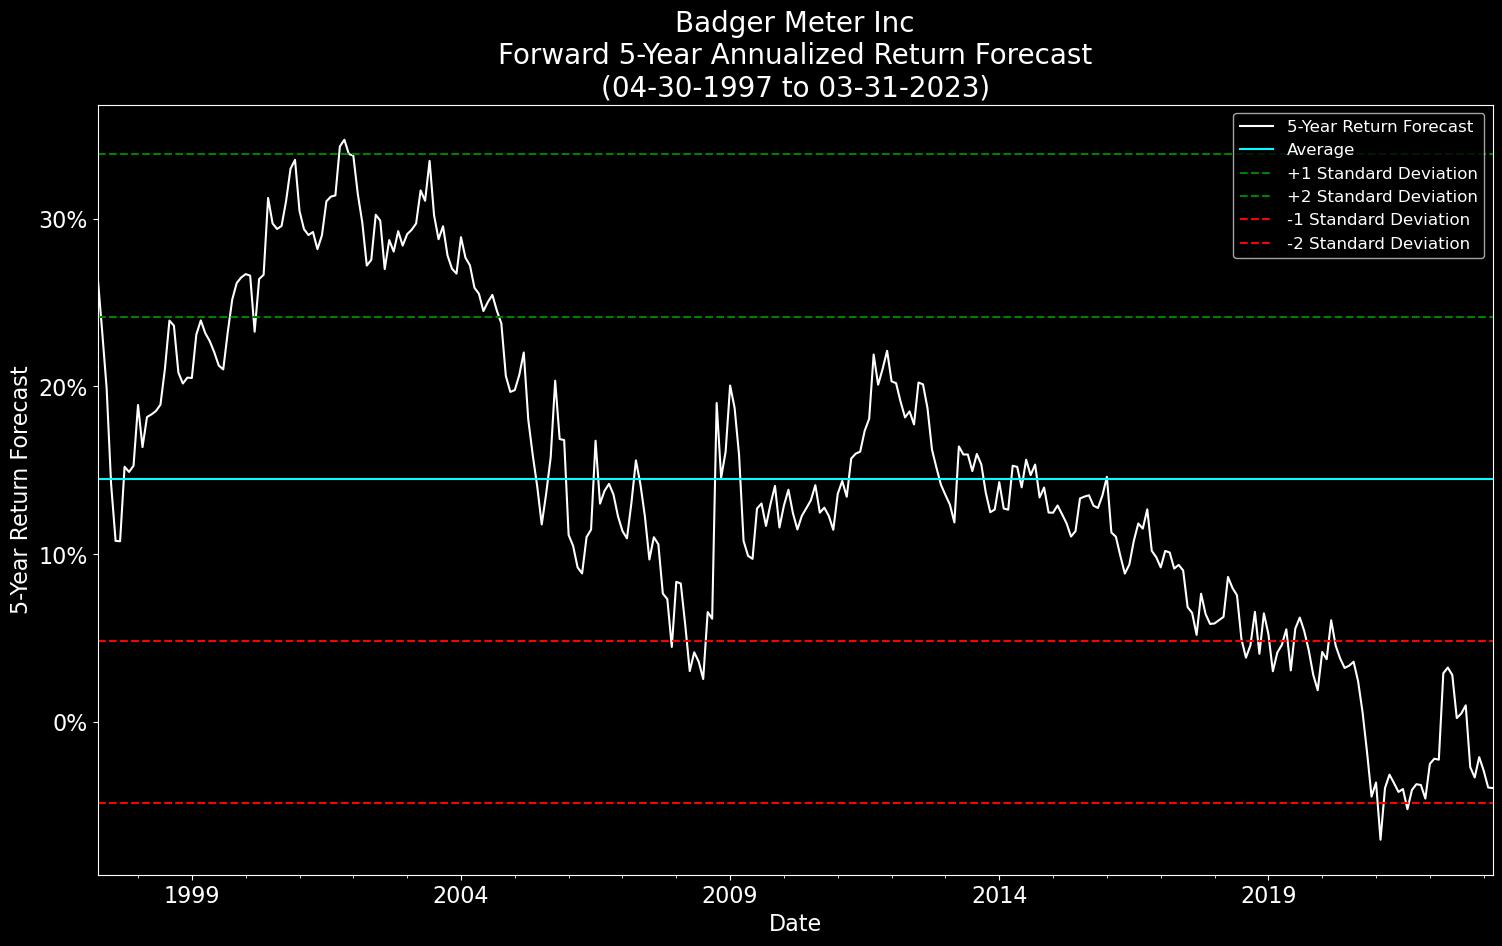 Badger Meter Inc
Forward 5-Year Annualized Return Forecast
(04-30-1997 to 03-31-2023)
5-Year Return Forecast
Average
+1 Standard Deviation
+2 Standard Deviation
-1 Standard Deviation
-2 Standard Deviation
5-Year Return Forecast
30%
20%
10%
0%
1999
2004
2009
2014
2019
Date